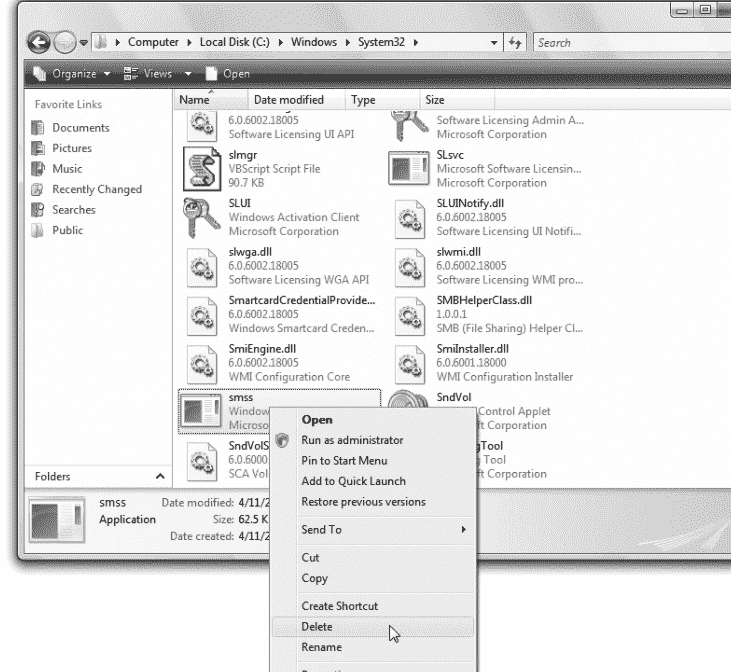 Computer ▸ Local Disk (C:) ▸ Windows ▸ System32 ▸ Search
Organize Views Open
Favorite Links
Documents
Pictures
Music
Recently Changed
Searches
Public
Folders
Name Date modified Type Size
6.0.6002.18005
Software Licensing UI API
Software Licensing Admin A...
Microsoft Corporation
slmgr
VBScript Script File
90.7 KB
SLsvc
Microsoft Software Licensin...
Microsoft Corporation
SLUI
Windows Activation Client
Microsoft Corporation
SLUINotify.dll
6.0.6002.18005
Software Licensing UI Notifi...
slwga.dll
6.0.6002.18005
Software Licensing WGA API
slwmi.dll
6.0.6002.18005
Software Licensing WMI pro...
SmartcardCredentialProvide...
6.0.6002.18005
Windows Smartcard Creden...
SMBHelperClass.dll
1.0.0.1
SMB (File Sharing) Helper Cl...
SmiEngine.dll
6.0.6002.18005
WMI Configuration Core
SmiInstaller.dll
6.0.6001.18000
WMI Configuration Installer
smss
SndVol
Control Applet
ft Corporation
6.0.6000
SCA Vol
gTool
g Tool
ft Corporation
Open
Run as administrator
Pin to Start Menu
Add to Quick Launch
Restore previous versions
Send To
Cut
Copy
Create Shortcut
Delete
Rename
smss
Application
Date modified: 4/11/2
Size: 62.5 K
Date created: 4/11/2